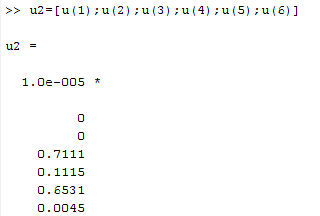 >> u2=[u(1);u(2);u(3);u(4);u(5);u(6)]
u2 =
1.0e-005 *
0
0
0.7111
0.1115
0.6531
0.0045